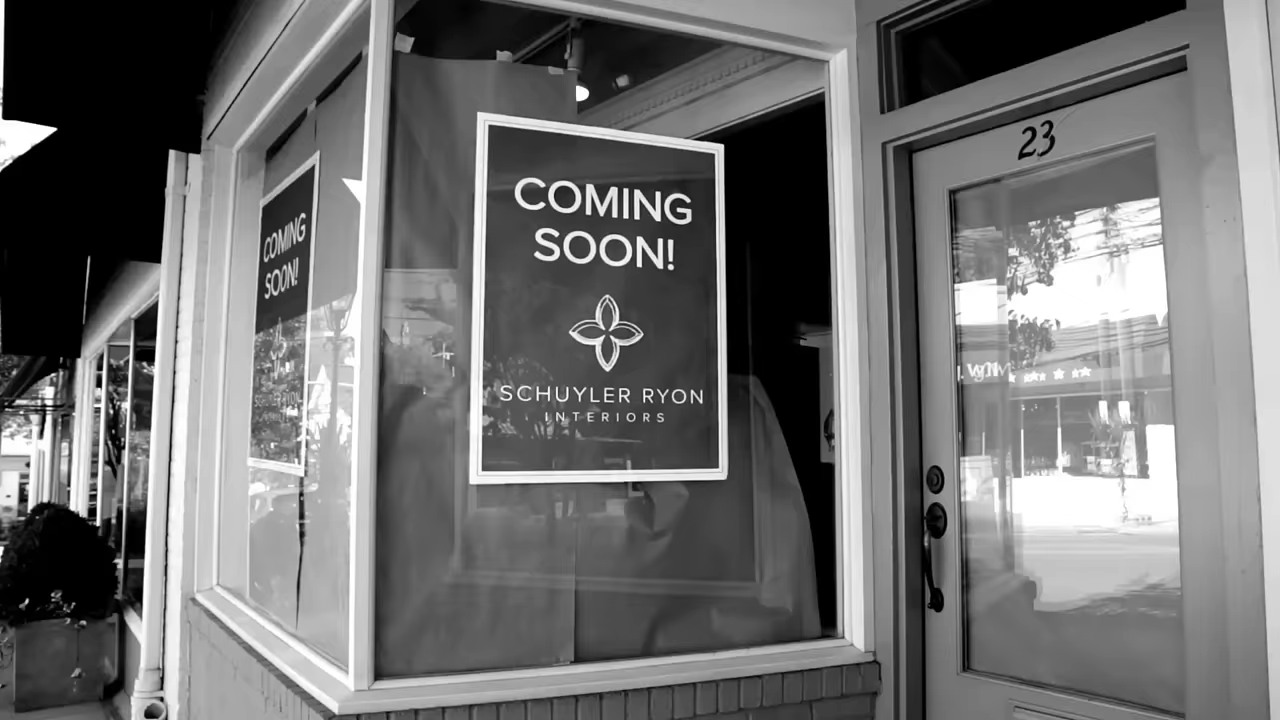 COMING
SOON!
COMING
SOON!
SCHUYLER RYON
INTERIORS
23